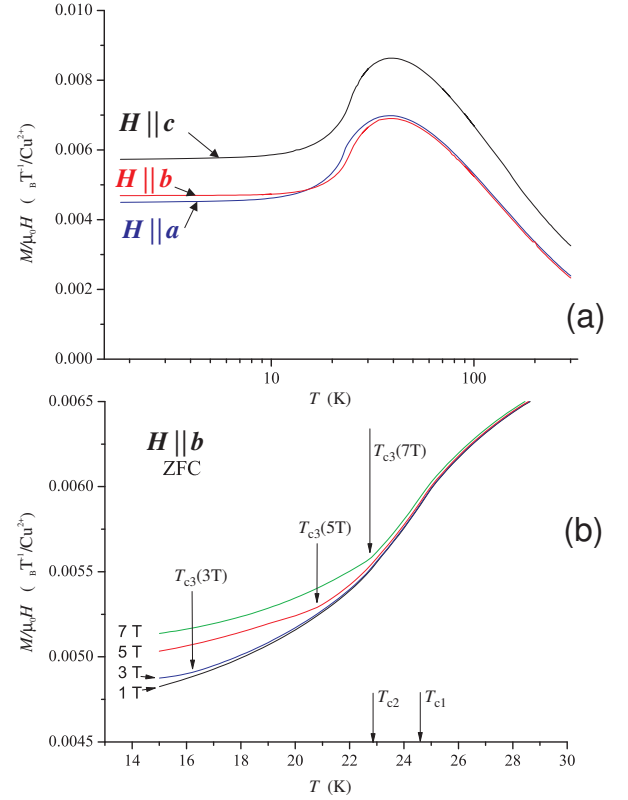 0.010
0.008
0.006
0.004
0.002
0.000
M/μ₀H ( BT⁻¹/Cu²⁺)
H || c
H || b
H || a
(a)
10
100
T (K)
0.0065
0.0060
0.0055
0.0050
0.0045
M/μ₀H ( BT⁻¹/Cu²⁺)
H || b
ZFC
Tc3(7T)
Tc3(5T)
Tc3(3T)
(b)
7 T
5 T
3 T
1 T
Tc2
Tc1
14 16 18 20 22 24 26 28 30
T (K)